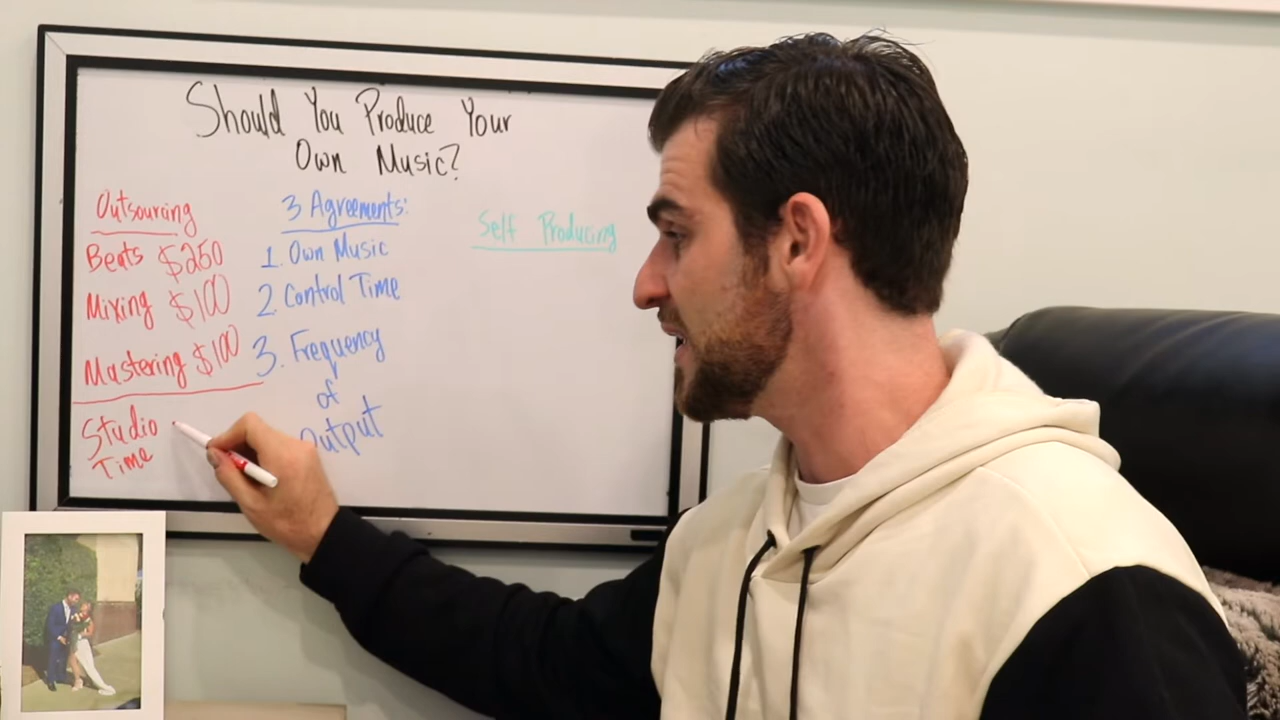 Should You Produce Your
Own Music?
Outsourcing
Beats $250
Mixing $100
Mastering $100
Studio
Time
3 Agreements:
1. Own Music
2. Control Time
3. Frequency
of
Output
Self Producing